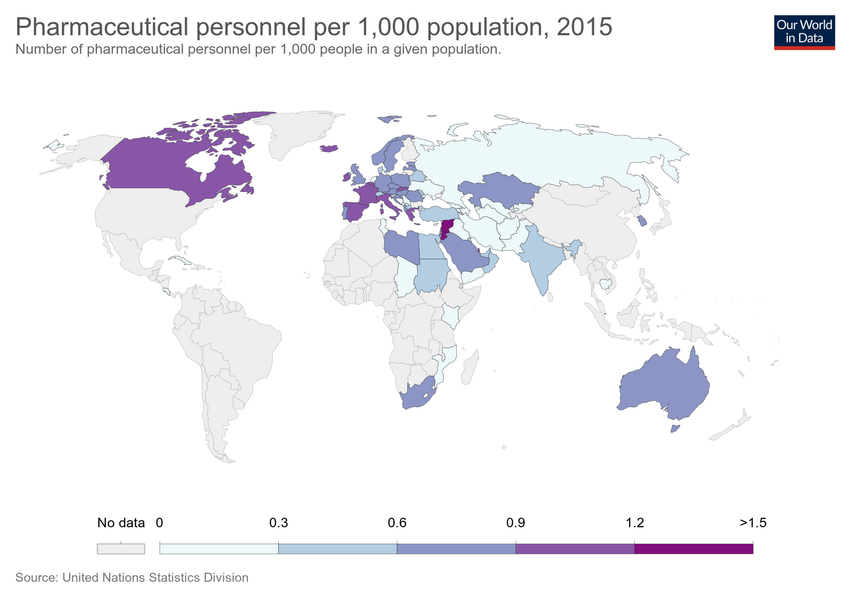 Pharmaceutical personnel per 1,000 population, 2015
Number of pharmaceutical personnel per 1,000 people in a given population.
Our World
in Data
No data 0 0.3 0.6 0.9 1.2 >1.5
Source: United Nations Statistics Division